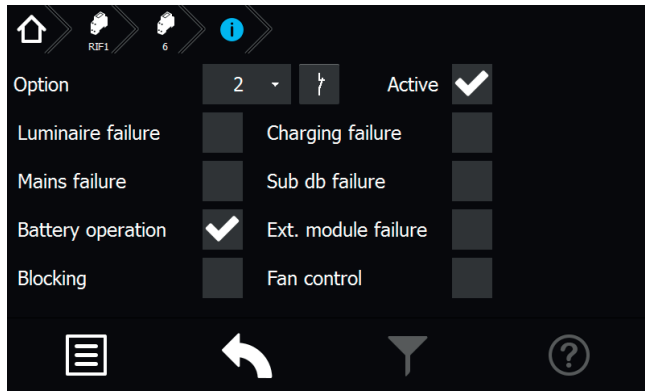 RIF1 6 i
Option 2 Active
Luminaire failure Charging failure
Mains failure Sub db failure
Battery operation Ext. module failure
Blocking Fan control
?